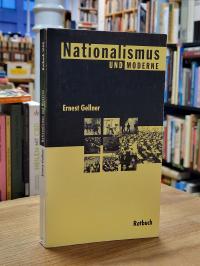 Nationalismus
UND MODERNE
Ernest Gellner
Rotbuch